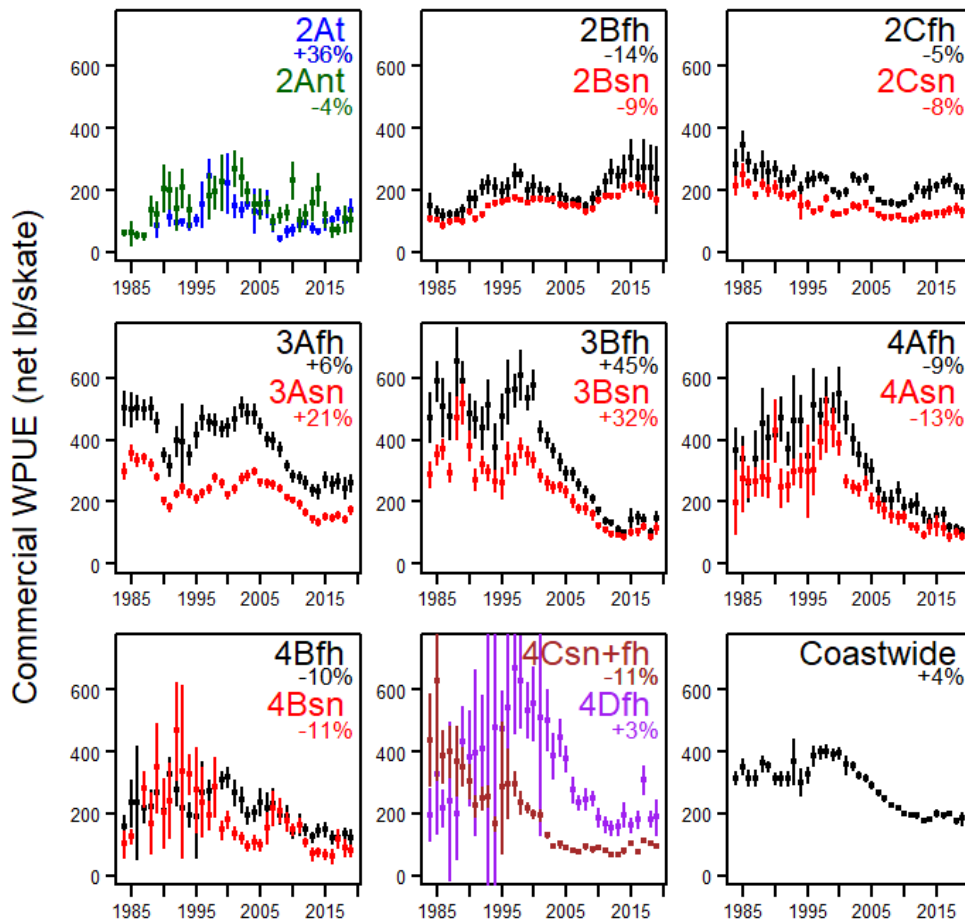 Commercial WPUE (net lb/skate)
2At
+36%
2Ant
-4%
0
200
400
600
1985 1995 2005 2015
2Bfh
-14%
2Bsn
-9%
0
200
400
600
1985 1995 2005 2015
2Cfh
-5%
2Csn
-8%
0
200
400
600
1985 1995 2005 2015
3Afh
+6%
3Asn
+21%
0
200
400
600
1985 1995 2005 2015
3Bfh
+45%
3Bsn
+32%
0
200
400
600
1985 1995 2005 2015
4Afh
-9%
4Asn
-13%
0
200
400
600
1985 1995 2005 2015
4Bfh
-10%
4Bsn
-11%
0
200
400
600
1985 1995 2005 2015
4Csn+fh
-11%
4Dfh
+3%
0
200
400
600
1985 1995 2005 2015
Coastwide
+4%
0
200
400
600
1985 1995 2005 2015